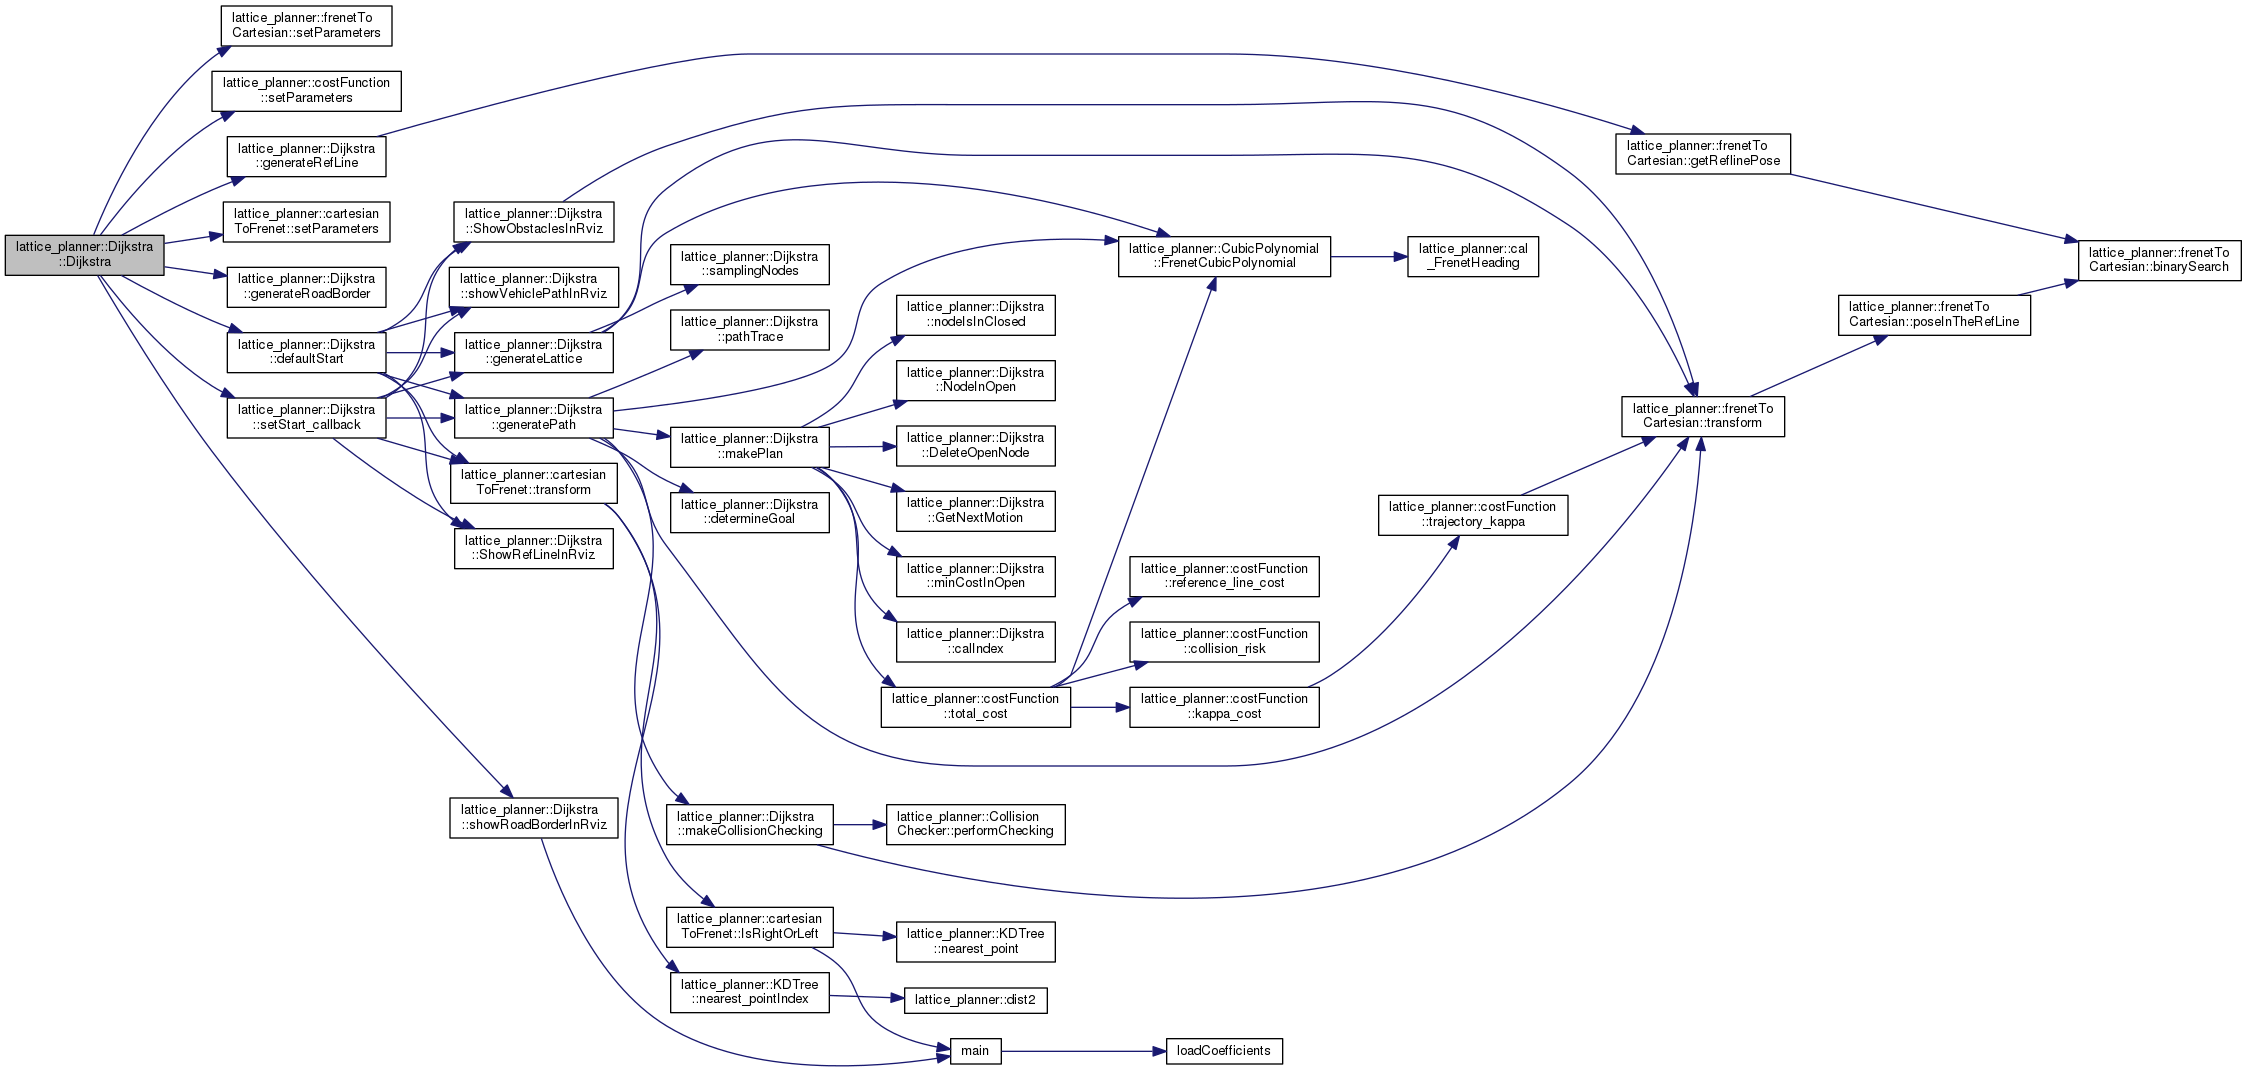 lattice_planner::Dijkstra
::Dijkstra
lattice_planner::frenetTo
Cartesian::setParameters
lattice_planner::costFunction
::setParameters
lattice_planner::Dijkstra
::generateRefLine
lattice_planner::cartesian
ToFrenet::setParameters
lattice_planner::Dijkstra
::generateRoadBorder
lattice_planner::Dijkstra
::defaultStart
lattice_planner::Dijkstra
::setStart_callback
lattice_planner::Dijkstra
::ShowObstaclesInRviz
lattice_planner::Dijkstra
::showVehiclePathInRviz
lattice_planner::Dijkstra
::generateLattice
lattice_planner::Dijkstra
::generatePath
lattice_planner::cartesian
ToFrenet::transform
lattice_planner::Dijkstra
::ShowRefLineInRviz
lattice_planner::Dijkstra
::showRoadBorderInRviz
lattice_planner::Dijkstra
::samplingNodes
lattice_planner::Dijkstra
::pathTrace
lattice_planner::Dijkstra
::makePlan
lattice_planner::Dijkstra
::determineGoal
lattice_planner::Dijkstra
::makeCollisionChecking
lattice_planner::cartesian
ToFrenet::IsRightOrLeft
lattice_planner::KDTree
::nearest_pointIndex
lattice_planner::Dijkstra
::nodeIsInClosed
lattice_planner::Dijkstra
::NodeInOpen
lattice_planner::Dijkstra
::DeleteOpenNode
lattice_planner::Dijkstra
::GetNextMotion
lattice_planner::Dijkstra
::minCostInOpen
lattice_planner::Dijkstra
::calIndex
lattice_planner::costFunction
::total_cost
lattice_planner::Collision
Checker::performChecking
lattice_planner::KDTree
::nearest_point
lattice_planner::dist2
main
lattice_planner::CubicPolynomial
::FrenetCubicPolynomial
lattice_planner::costFunction
::reference_line_cost
lattice_planner::costFunction
::collision_risk
lattice_planner::costFunction
::kappa_cost
loadCoefficients
lattice_planner::cal
_FrenetHeading
lattice_planner::costFunction
::trajectory_kappa
lattice_planner::frenetTo
Cartesian::getReflinePose
lattice_planner::frenetTo
Cartesian::transform
lattice_planner::frenetTo
Cartesian::poseInTheRefLine
lattice_planner::frenetTo
Cartesian::binarySearch